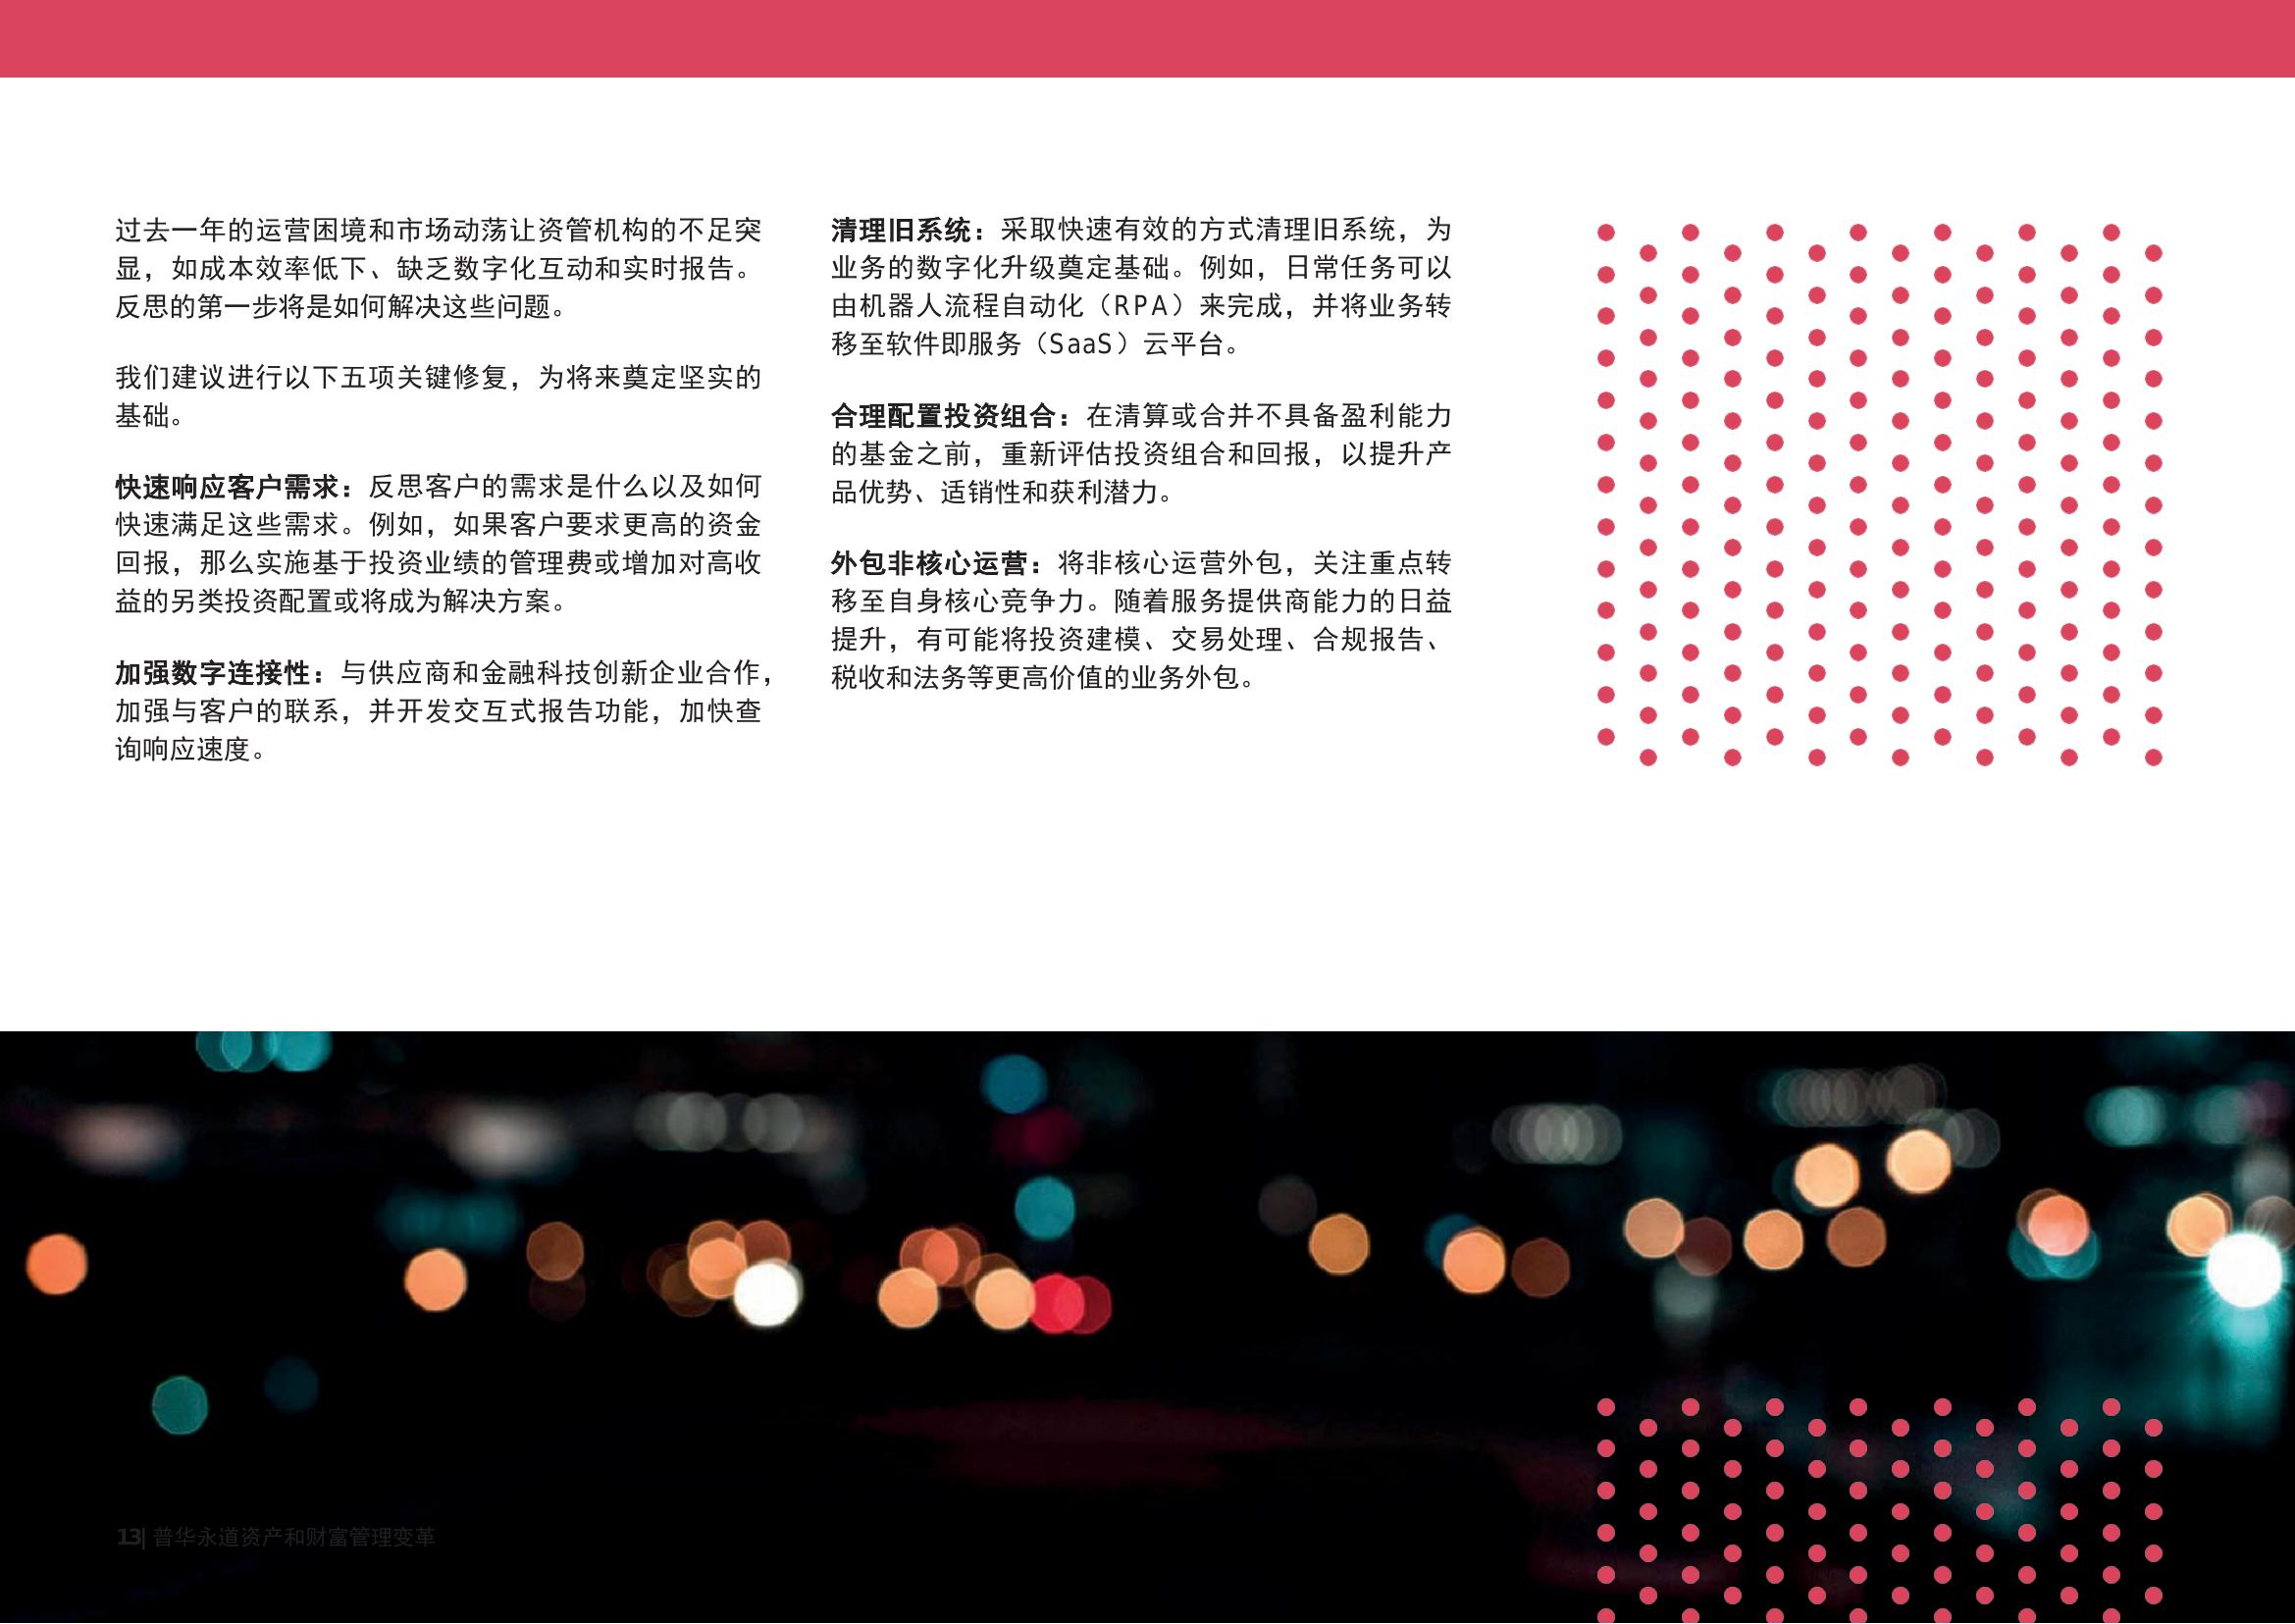 过去一年的运营困境和市场动荡让资管机构的不足突
显，如成本效率低下、缺乏数字化互动和实时报告。
反思的第一步将是如何解决这些问题。
我们建议进行以下五项关键修复，为将来奠定坚实的
基础。
快速响应客户需求：反思客户的需求是什么以及如何
快速满足这些需求。例如，如果客户要求更高的资金
回报，那么实施基于投资业绩的管理费或增加对高收
益的另类投资配置或将成为解决方案。
加强数字连接性：与供应商和金融科技创新企业合作，
加强与客户的联系，并开发交互式报告功能，加快查
询响应速度。
清理旧系统：采取快速有效的方式清理旧系统，为
业务的数字化升级奠定基础。例如，日常任务可以
由机器人流程自动化（RPA）来完成，并将业务转
移至软件即服务（SaaS）云平台。
合理配置投资组合：在清算或合并不具备盈利能力
的基金之前，重新评估投资组合和回报，以提升产
品优势、适销性和获利潜力。
外包非核心运营：将非核心运营外包，关注重点转
移至自身核心竞争力。随着服务提供商能力的日益
提升，有可能将投资建模、交易处理、合规报告、
税收和法务等更高价值的业务外包。
13| 普华永道资产和财富管理变革